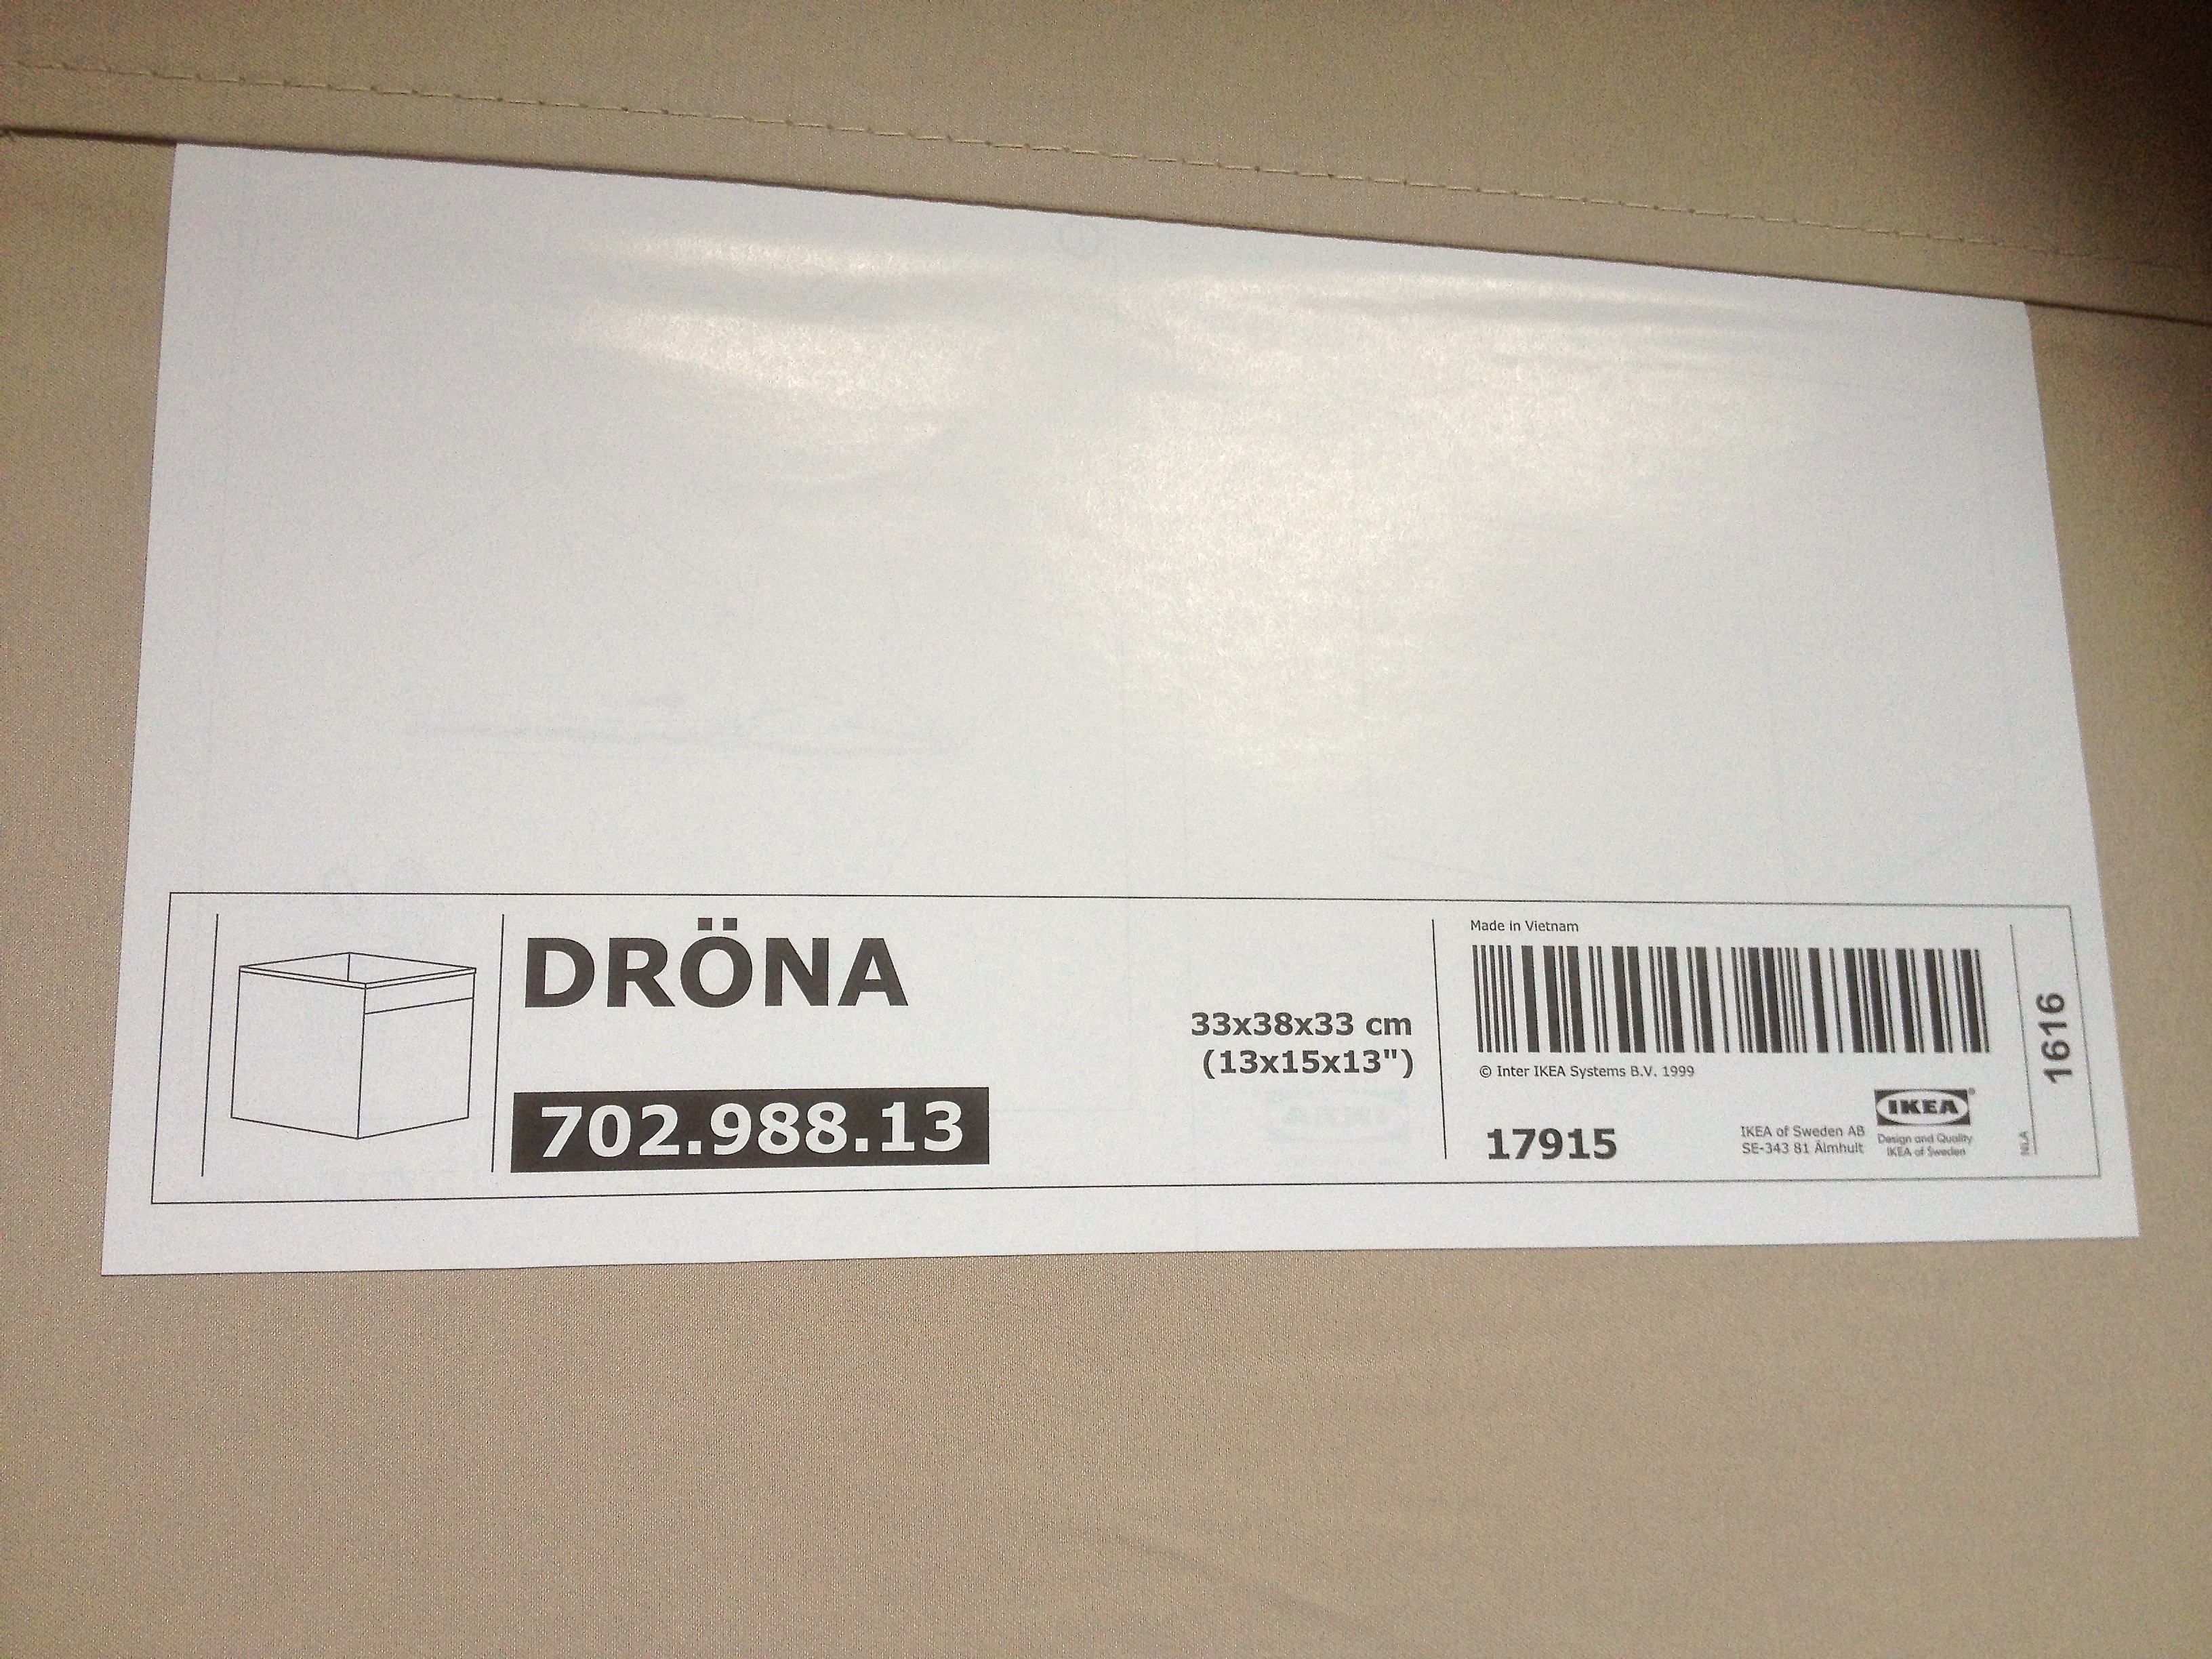 DRÖNA
33x38x33 cm
(13x15x13")
702.988.13
Made in Vietnam
© Inter IKEA Systems B.V. 1999
17915
IKEA of Sweden AB
SE-343 81 Älmhult
IKEA®
Design and Quality
IKEA of Sweden
1616
NLA